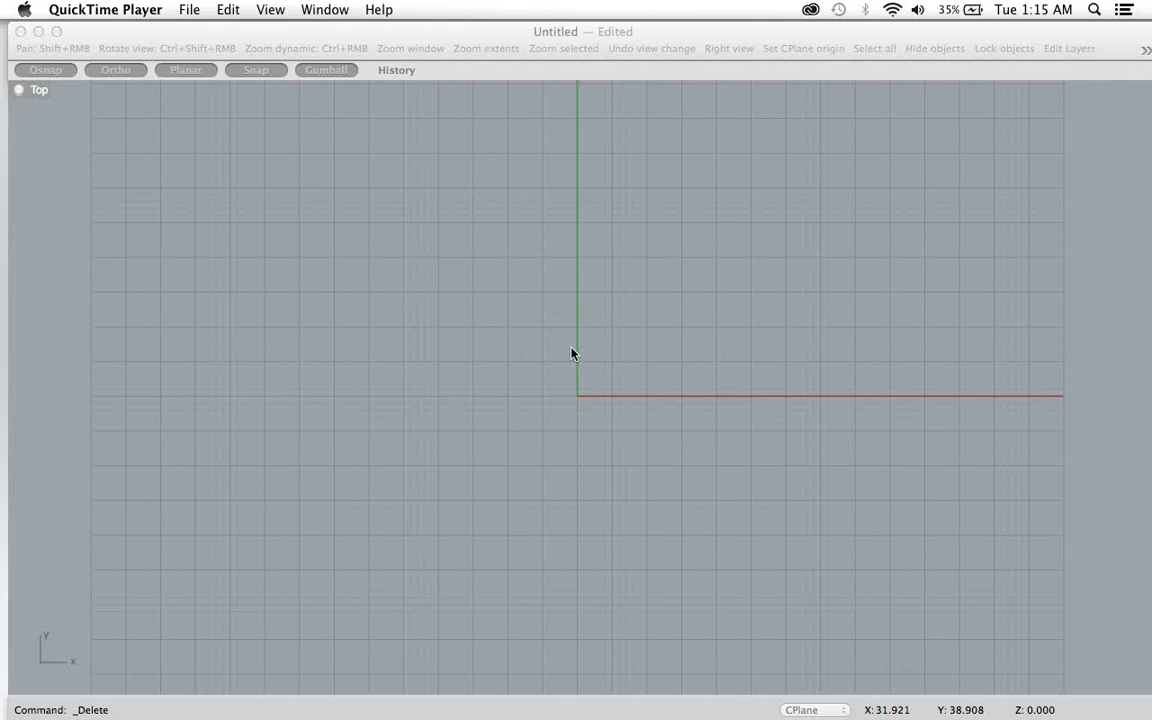 QuickTime Player File Edit View Window Help 35% Tue 1:15 AM
Untitled — Edited
Pan: Shift+RMB Rotate view: Ctrl+Shift+RMB Zoom dynamic: Ctrl+RMB Zoom window Zoom extents Zoom selected Undo view change Right view Set CPlane origin Select all Hide objects Lock objects Edit Layers »
Osnap Ortho Planar Snap Gumball History
Top
y
x
Command: _Delete CPlane X: 31.921 Y: 38.908 Z: 0.000